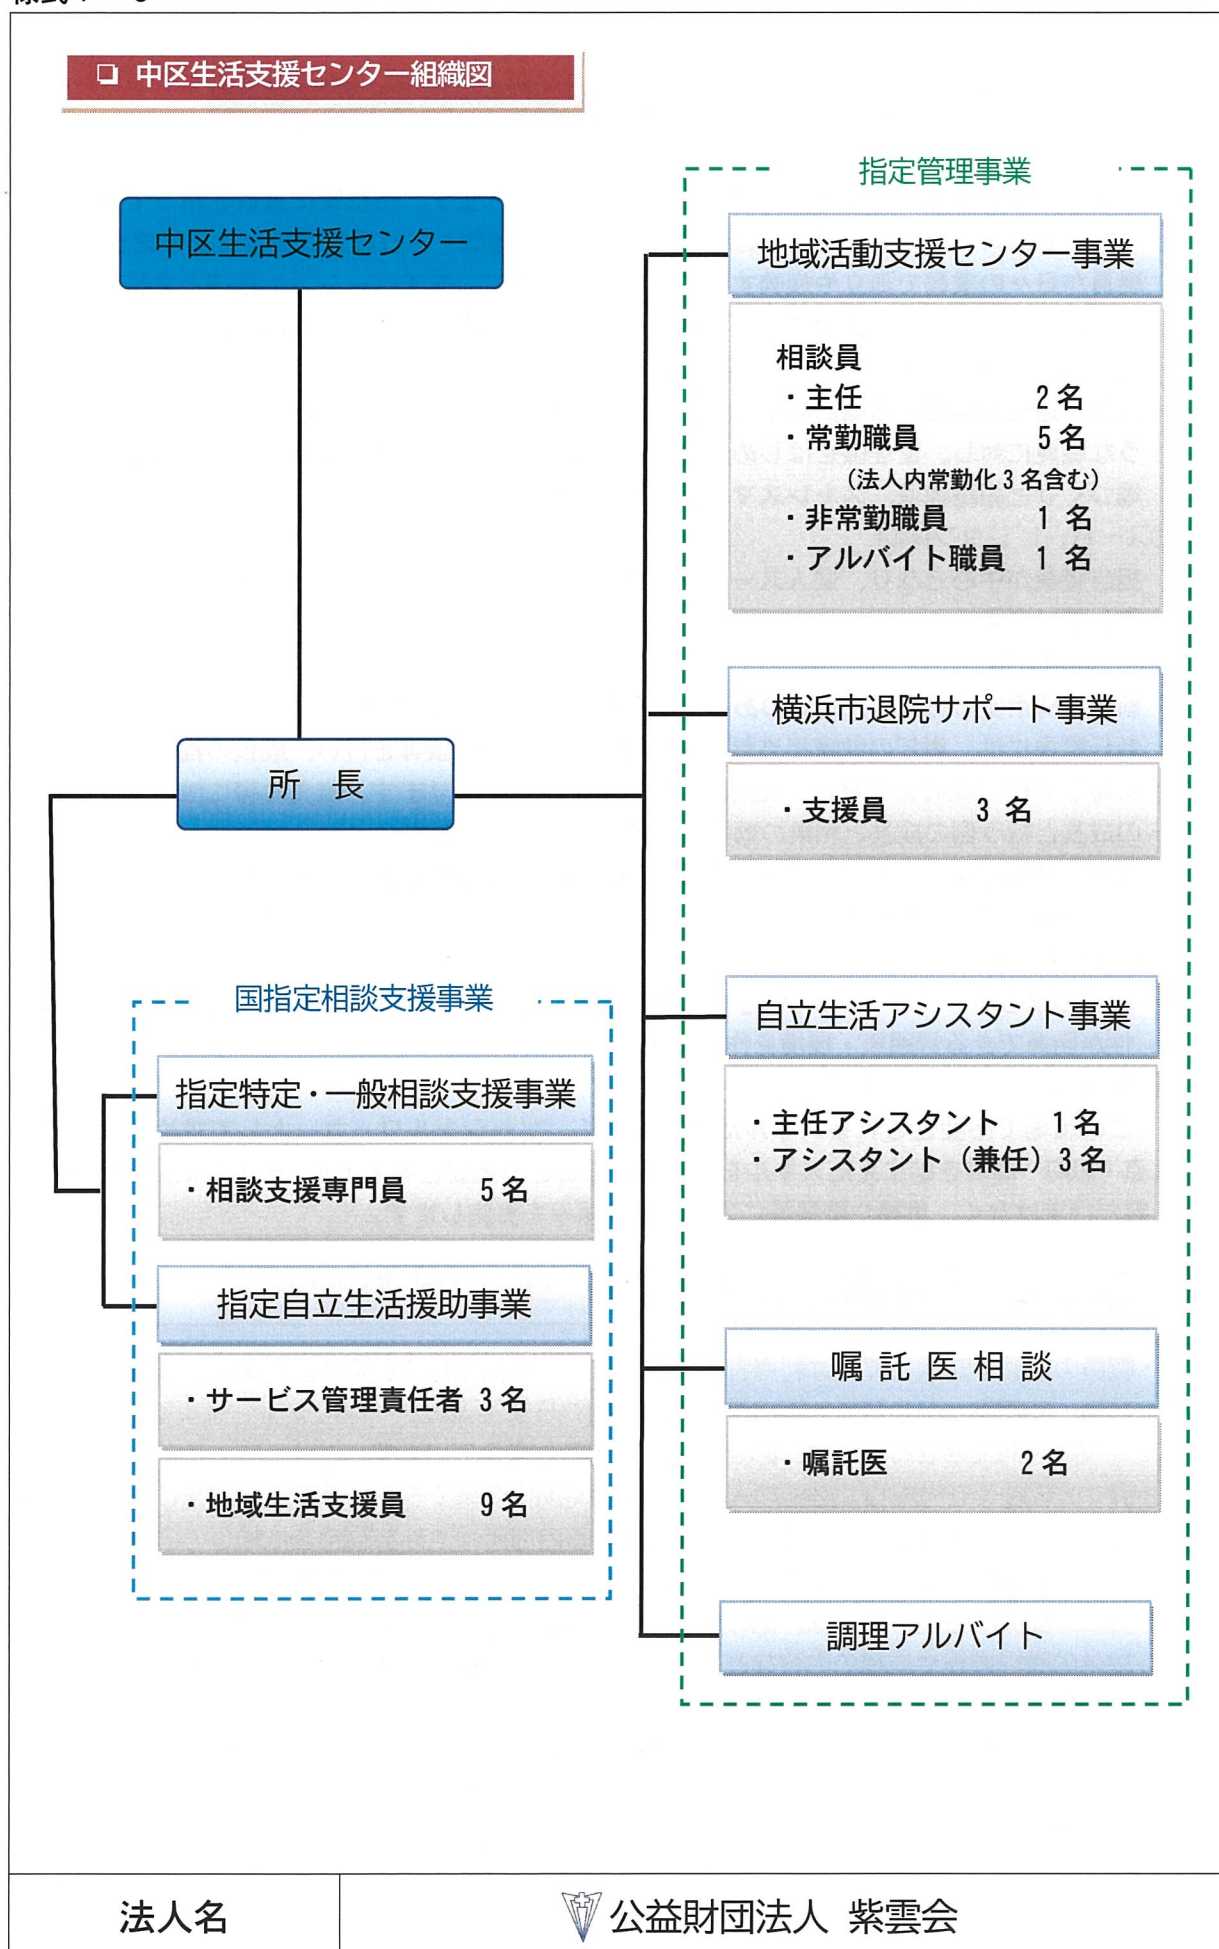 ❏ 中区生活支援センター組織図
中区生活支援センター
所 長
国指定相談支援事業
指定特定・一般相談支援事業
・相談支援専門員 5名
指定自立生活援助事業
・サービス管理責任者 3名
・地域生活支援員 9名
指定管理事業
地域活動支援センター事業
相談員
・主任 2名
・常勤職員 5名
(法人内常勤化3名含む)
・非常勤職員 1名
・アルバイト職員 1名
横浜市退院サポート事業
・支援員 3名
自立生活アシスタント事業
・主任アシスタント 1名
・アシスタント（兼任）3名
嘱託医相談
・嘱託医 2名
調理アルバイト
法人名
公益財団法人 紫雲会